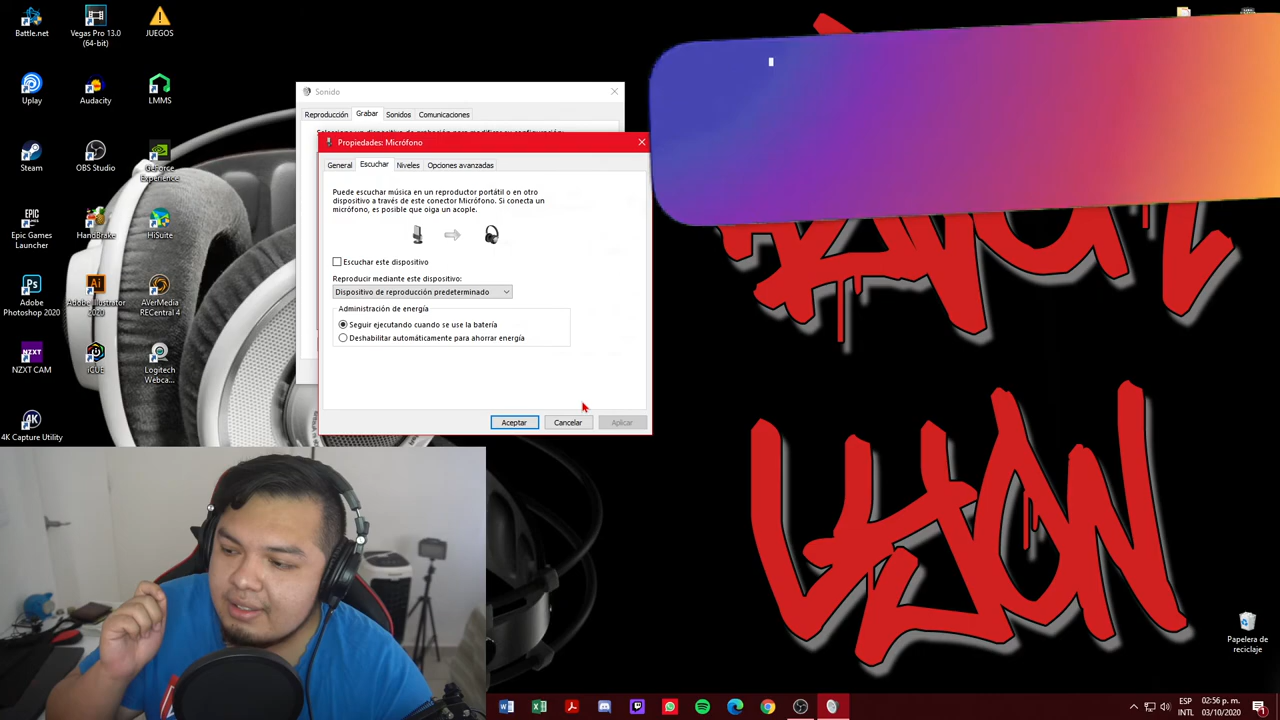 Battle.net
Vegas Pro 13.0
(64-bit)
JUEGOS
Uplay
Audacity
LMMS
Steam
OBS Studio
GeForce
Experience
Epic Games
Launcher
HandBrake
HiSuite
Adobe
Photoshop 2020
Adobe Illustrator
2020
AVerMedia
RECentral 4
NZXT CAM
iCUE
Logitech
Webca...
4K Capture Utility
Sonido
Reproducción
Grabar
Sonidos
Comunicaciones
Propiedades: Micrófono
General
Escuchar
Niveles
Opciones avanzadas
Puede escuchar música en un reproductor portátil o en otro
dispositivo a través de este conector Micrófono. Si conecta un
micrófono, es posible que oiga un acople.
Escuchar este dispositivo
Reproducir mediante este dispositivo:
Dispositivo de reproducción predeterminado
Administración de energía
Seguir ejecutando cuando se use la batería
Deshabilitar automáticamente para ahorrar energía
Aceptar
Cancelar
Aplicar
Papelera de
reciclaje
ESP
INTL
02:56 p. m.
03/10/2020